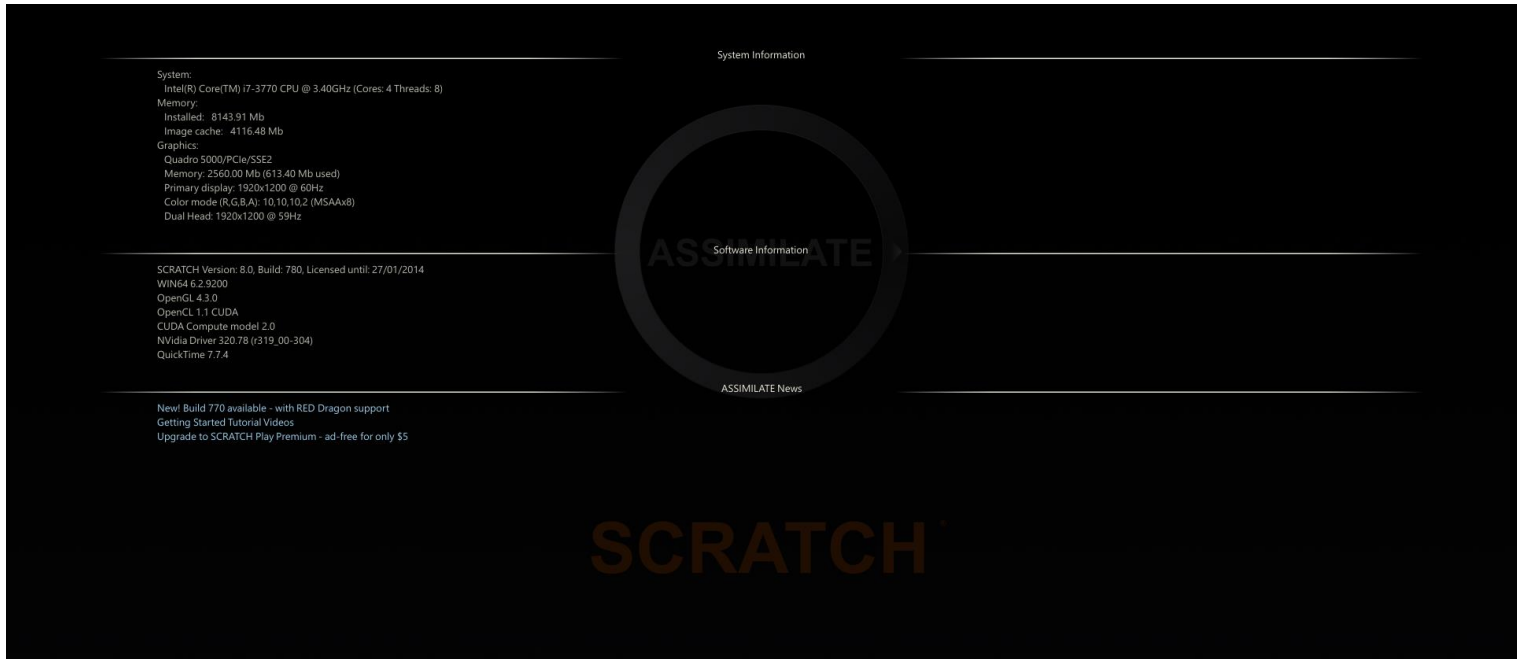 System Information
System:
Intel(R) Core(TM) i7-3770 CPU @ 3.40GHz (Cores: 4 Threads: 8)
Memory:
Installed: 8143.91 Mb
Image cache: 4116.48 Mb
Graphics:
Quadro 5000/PCIe/SSE2
Memory: 2560.00 Mb (613.40 Mb used)
Primary display: 1920x1200 @ 60Hz
Color mode (R,G,B,A): 10,10,10,2 (MSAAx8)
Dual Head: 1920x1200 @ 59Hz
ASSIMILATE
Software Information
SCRATCH Version: 8.0, Build: 780, Licensed until: 27/01/2014
WIN64 6.2.9200
OpenGL 4.3.0
OpenCL 1.1 CUDA
CUDA Compute model 2.0
NVidia Driver 320.78 (r319_00-304)
QuickTime 7.7.4
ASSIMILATE News
New! Build 770 available - with RED Dragon support
Getting Started Tutorial Videos
Upgrade to SCRATCH Play Premium - ad-free for only $5
SCRATCH